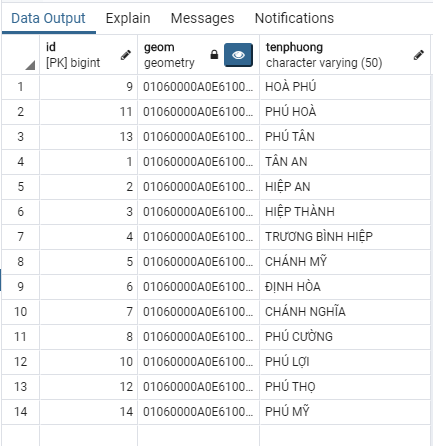 Data Output Explain Messages Notifications
id geom tenphuong
[PK] bigint geometry character varying (50)
1 9 01060000A0E6100... HOÀ PHÚ
2 11 01060000A0E6100... PHÚ HOÀ
3 13 01060000A0E6100... PHÚ TÂN
4 1 01060000A0E6100... TÂN AN
5 2 01060000A0E6100... HIỆP AN
6 3 01060000A0E6100... HIỆP THÀNH
7 4 01060000A0E6100... TRƯƠNG BÌNH HIỆP
8 5 01060000A0E6100... CHÁNH MỸ
9 6 01060000A0E6100... ĐỊNH HÒA
10 7 01060000A0E6100... CHÁNH NGHĨA
11 8 01060000A0E6100... PHÚ CƯỜNG
12 10 01060000A0E6100... PHÚ LỢI
13 12 01060000A0E6100... PHÚ THỌ
14 14 01060000A0E6100... PHÚ MỸ